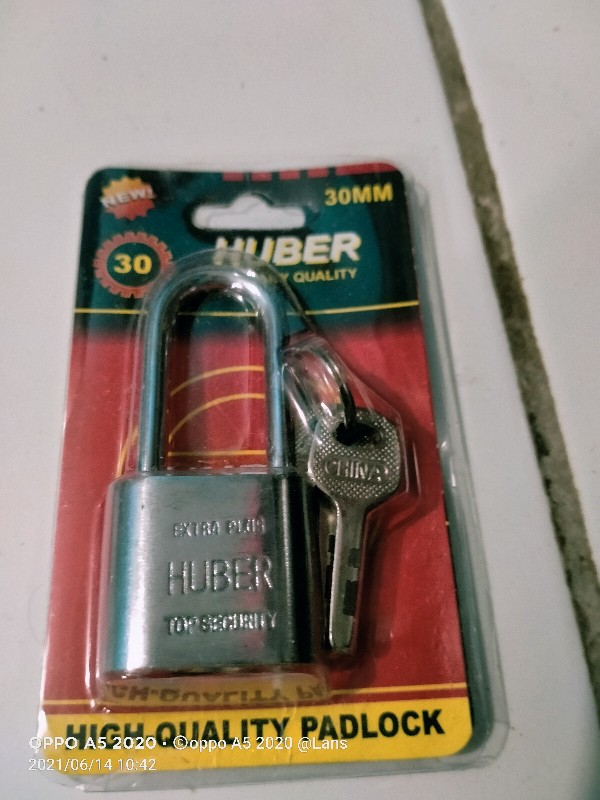 NEW!
30MM
30
HUBER
QUALITY
CHINA
EXTRA PLUS
HUBER
TOP SECURITY
HIGH QUALITY PADLOCK
OPPO A5 2020 · ©oppo A5 2020 @Lans
2021/06/14 10:42